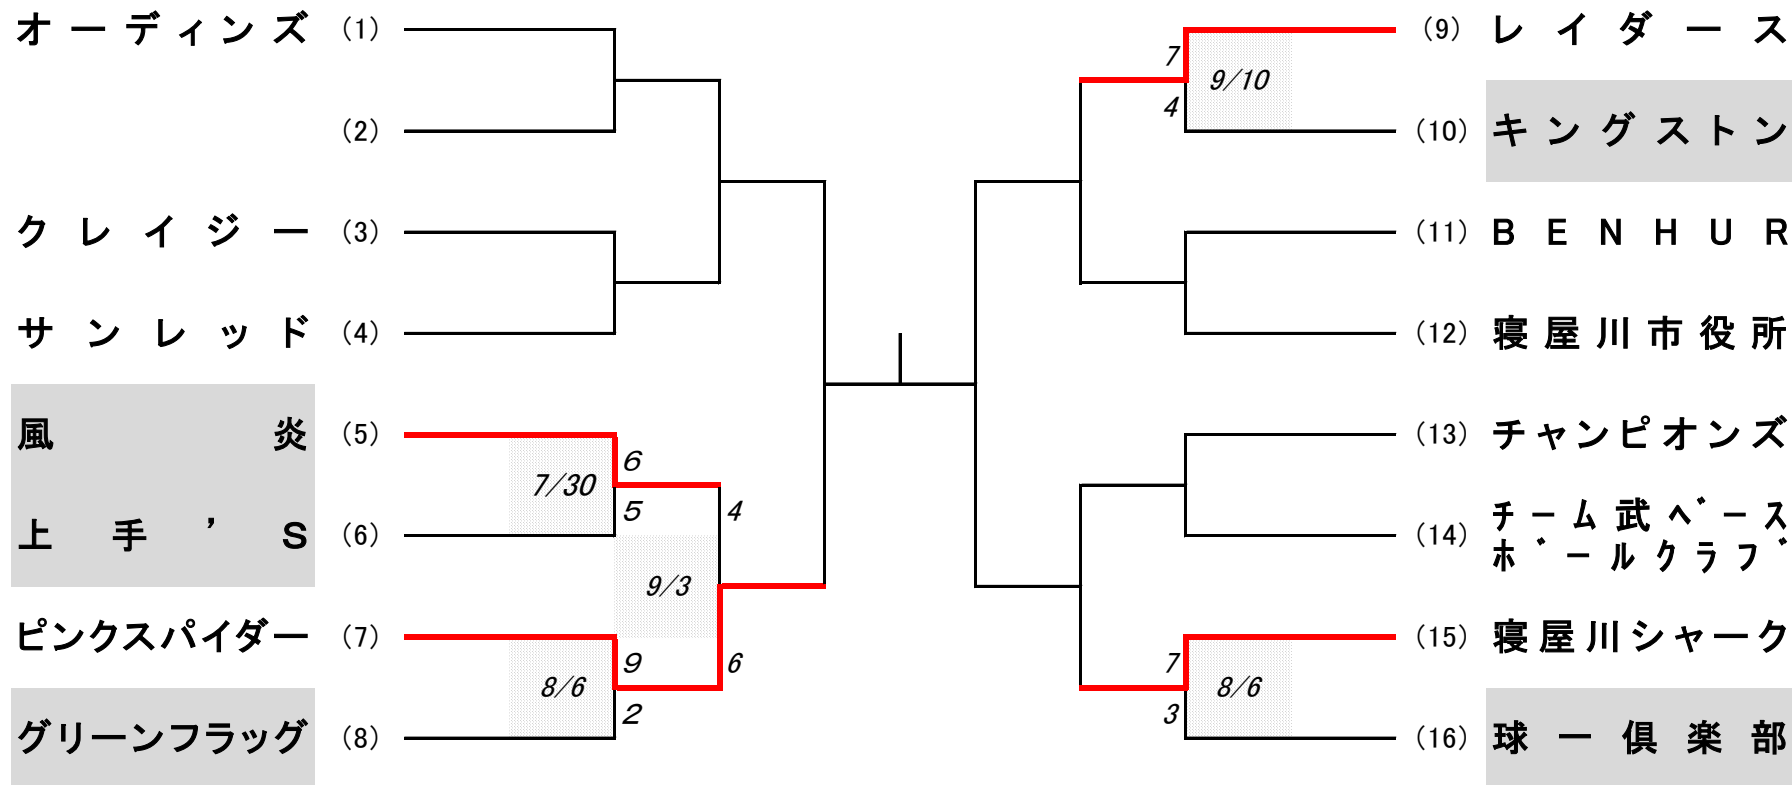 オーディンズ (1)
(2)
クレイジー (3)
サンレッド (4)
風炎 (5)
上手’S (6)
ピンクスパイダー (7)
グリーンフラッグ (8)
7/30
6
5
8/6
9
2
9/3
4
6
(9) レイダース
(10) キングストン
(11) ＢＥＮＨＵＲ
(12) 寝屋川市役所
(13) チャンピオンズ
(14) チーム武ベース
ボールクラブ
(15) 寝屋川シャーク
(16) 球一倶楽部
7
4
9/10
7
3
8/6